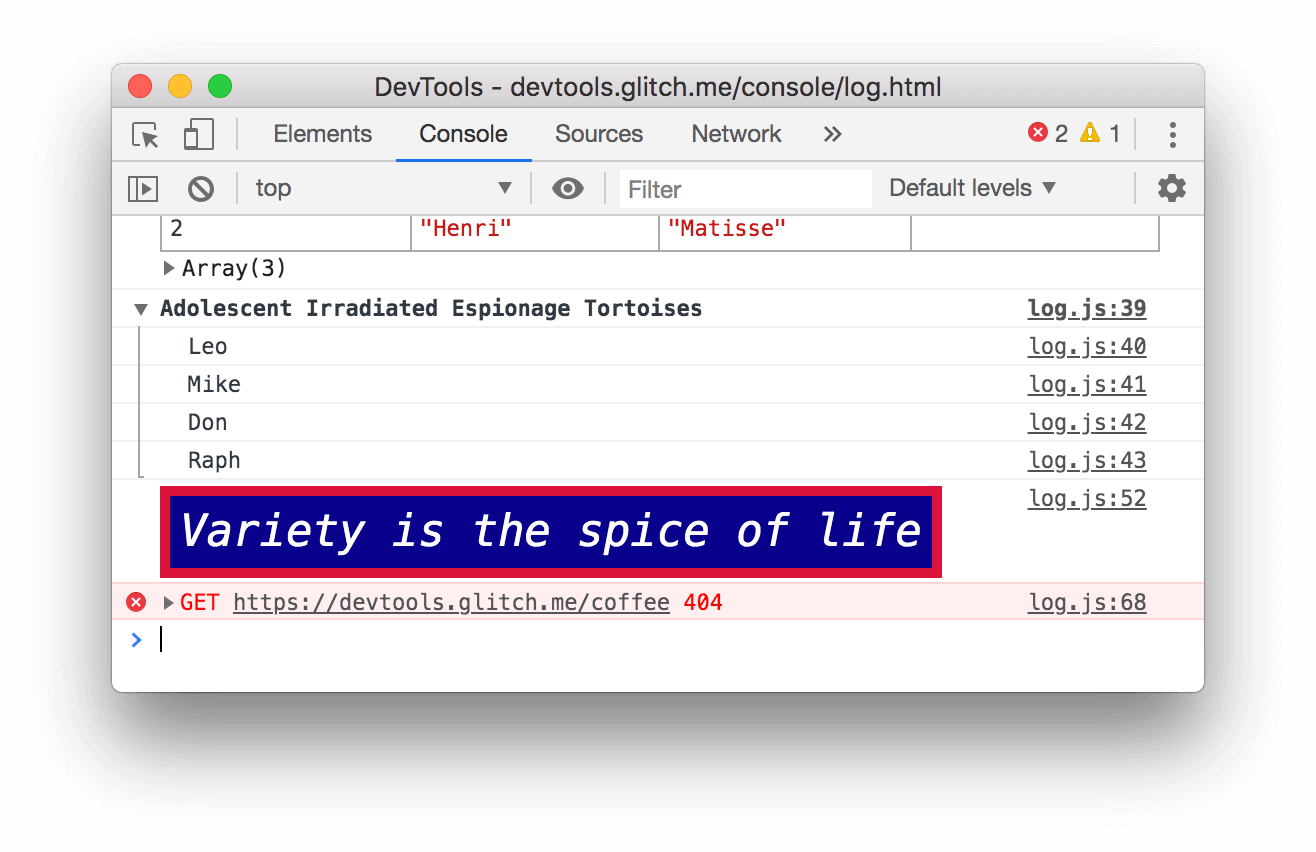 DevTools - devtools.glitch.me/console/log.html
Elements Console Sources Network » 2 1
top ▼ Filter Default levels ▼
2 "Henri" "Matisse"
▶ Array(3)
▼ Adolescent Irradiated Espionage Tortoises log.js:39
Leo log.js:40
Mike log.js:41
Don log.js:42
Raph log.js:43
Variety is the spice of life log.js:52
▶ GET https://devtools.glitch.me/coffee 404 log.js:68
>